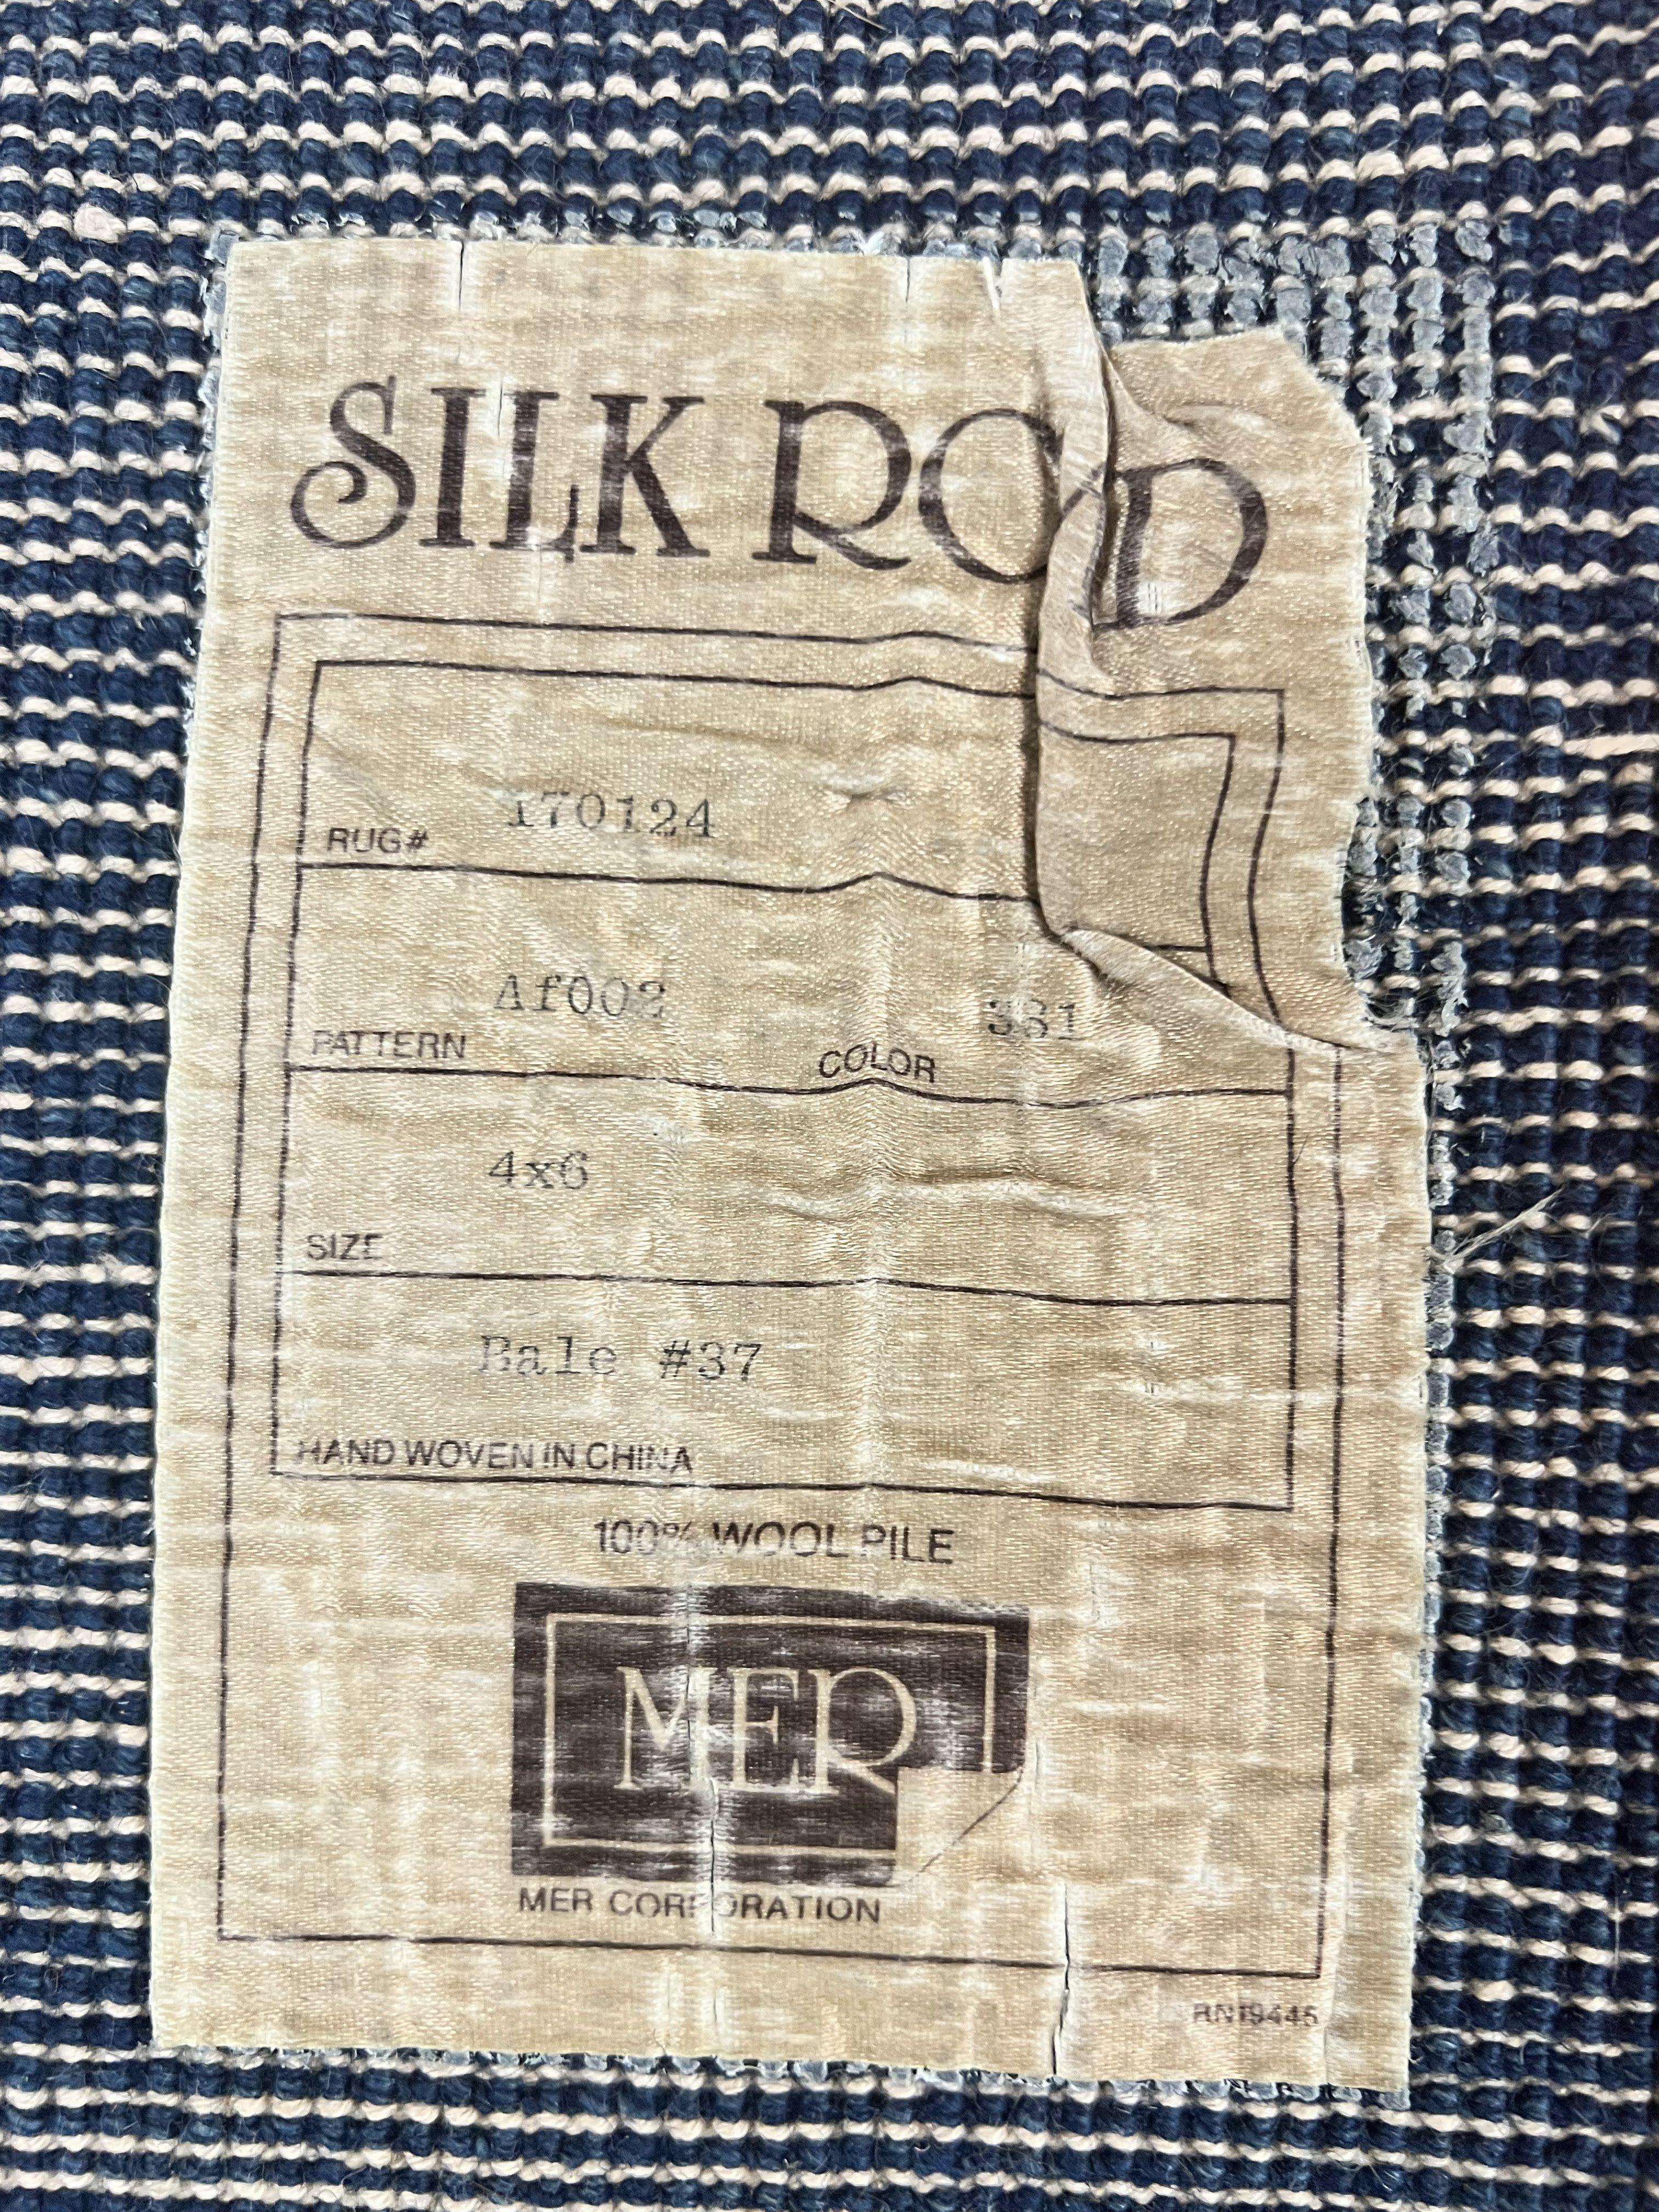 SILK ROD
170124
RUG#
Af002 381
PATTERN COLOR
4x6
SIZE
Bale #37
HAND WOVEN IN CHINA
100% WOOL PILE
MER
MER CORPORATION
RN19445